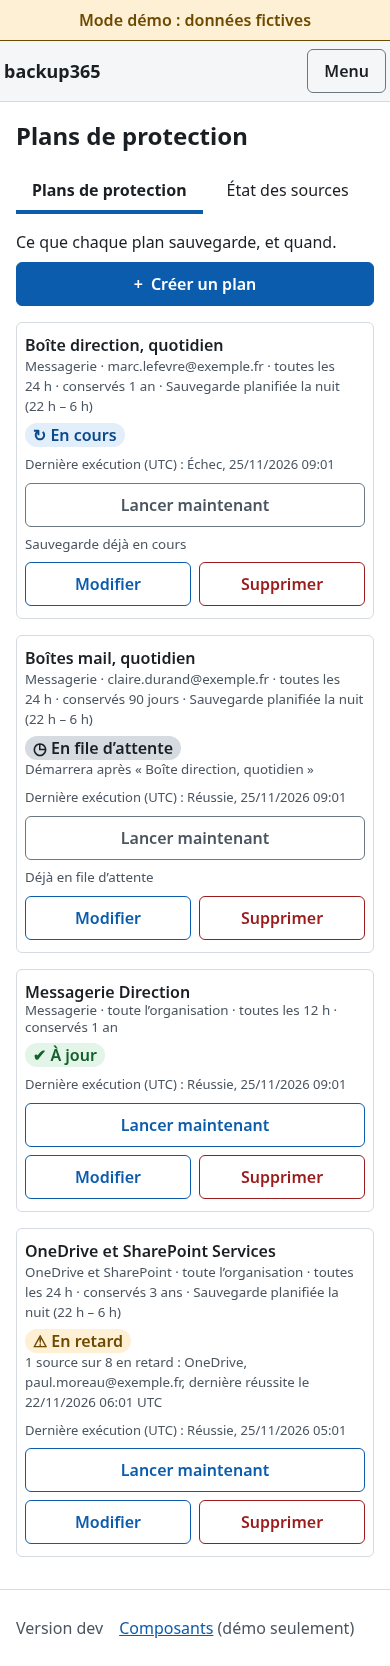 Mode démo : données fictives
backup365
Menu
Plans de protection
Plans de protection
État des sources
Ce que chaque plan sauvegarde, et quand.
+ Créer un plan
Boîte direction, quotidien
Messagerie · marc.lefevre@exemple.fr · toutes les
24 h · conservés 1 an · Sauvegarde planifiée la nuit
(22 h – 6 h)
↻ En cours
Dernière exécution (UTC) : Échec, 25/11/2026 09:01
Lancer maintenant
Sauvegarde déjà en cours
Modifier
Supprimer
Boîtes mail, quotidien
Messagerie · claire.durand@exemple.fr · toutes les
24 h · conservés 90 jours · Sauvegarde planifiée la nuit
(22 h – 6 h)
◷ En file d’attente
Démarrera après « Boîte direction, quotidien »
Dernière exécution (UTC) : Réussie, 25/11/2026 09:01
Lancer maintenant
Déjà en file d’attente
Modifier
Supprimer
Messagerie Direction
Messagerie · toute l’organisation · toutes les 12 h ·
conservés 1 an
✔ À jour
Dernière exécution (UTC) : Réussie, 25/11/2026 09:01
Lancer maintenant
Modifier
Supprimer
OneDrive et SharePoint Services
OneDrive et SharePoint · toute l’organisation · toutes
les 24 h · conservés 3 ans · Sauvegarde planifiée la
nuit (22 h – 6 h)
⚠ En retard
1 source sur 8 en retard : OneDrive,
paul.moreau@exemple.fr, dernière réussite le
22/11/2026 06:01 UTC
Dernière exécution (UTC) : Réussie, 25/11/2026 05:01
Lancer maintenant
Modifier
Supprimer
Version dev Composants (démo seulement)